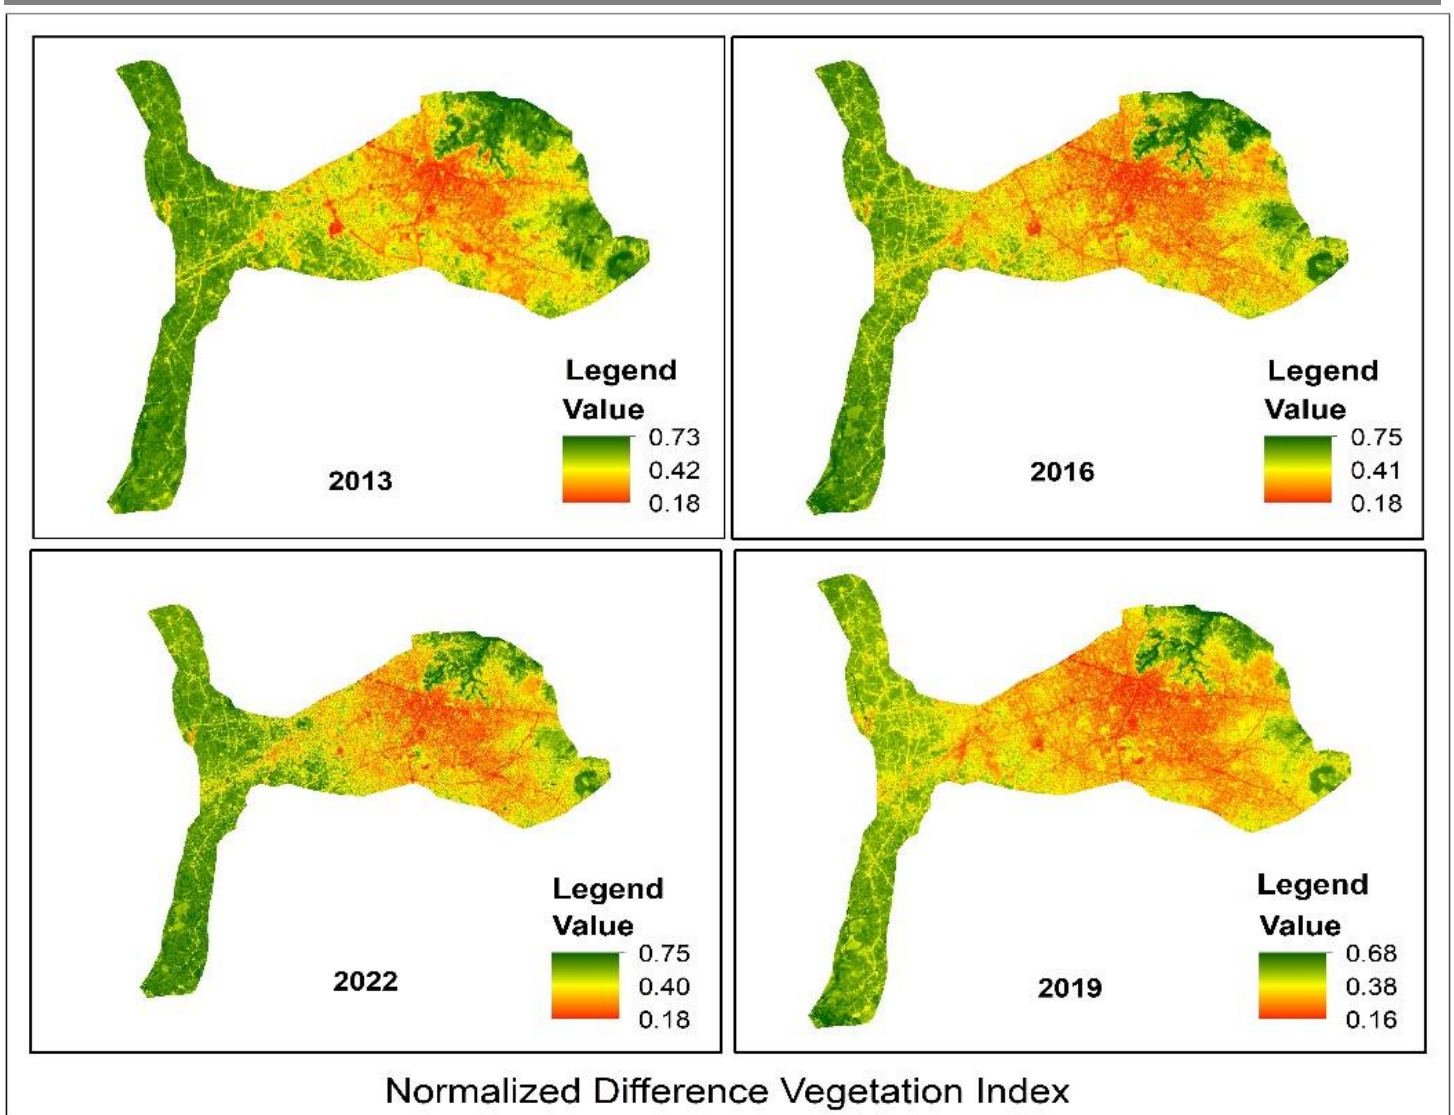 Legend
Value
0.73
0.42
0.18
2013
Legend
Value
0.75
0.41
0.18
2016
Legend
Value
0.75
0.40
0.18
2022
Legend
Value
0.68
0.38
0.16
2019
Normalized Difference Vegetation Index